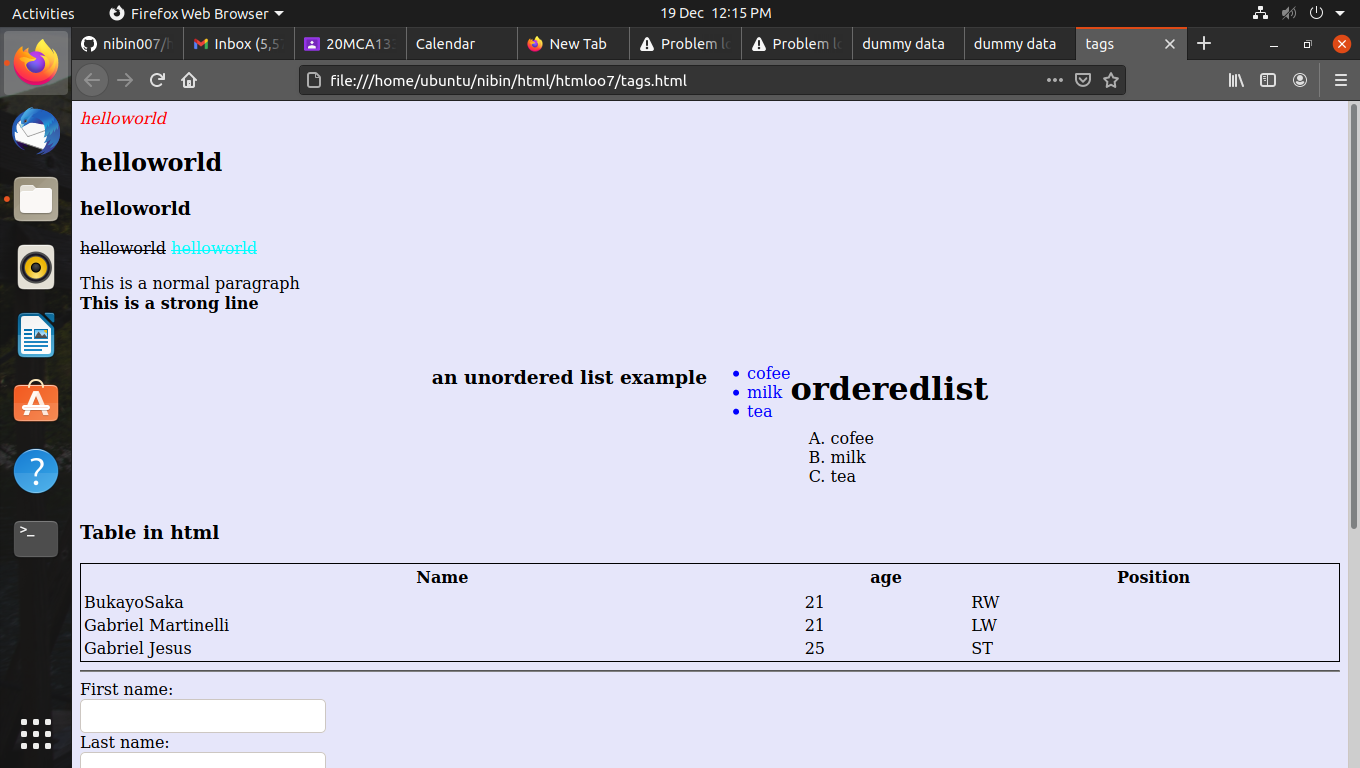 Activities Firefox Web Browser 19 Dec 12:15 PM
nibin007/ Inbox (5,5 20MCA13 Calendar New Tab Problem lo Problem lo dummy data dummy data tags
file:///home/ubuntu/nibin/html/htmloo7/tags.html
helloworld
helloworld
helloworld
helloworld helloworld
This is a normal paragraph
This is a strong line
an unordered list example
• cofee
• milk
• tea
orderedlist
A. cofee
B. milk
C. tea
Table in html
Name age Position
BukayoSaka 21 RW
Gabriel Martinelli 21 LW
Gabriel Jesus 25 ST
First name:
Last name: